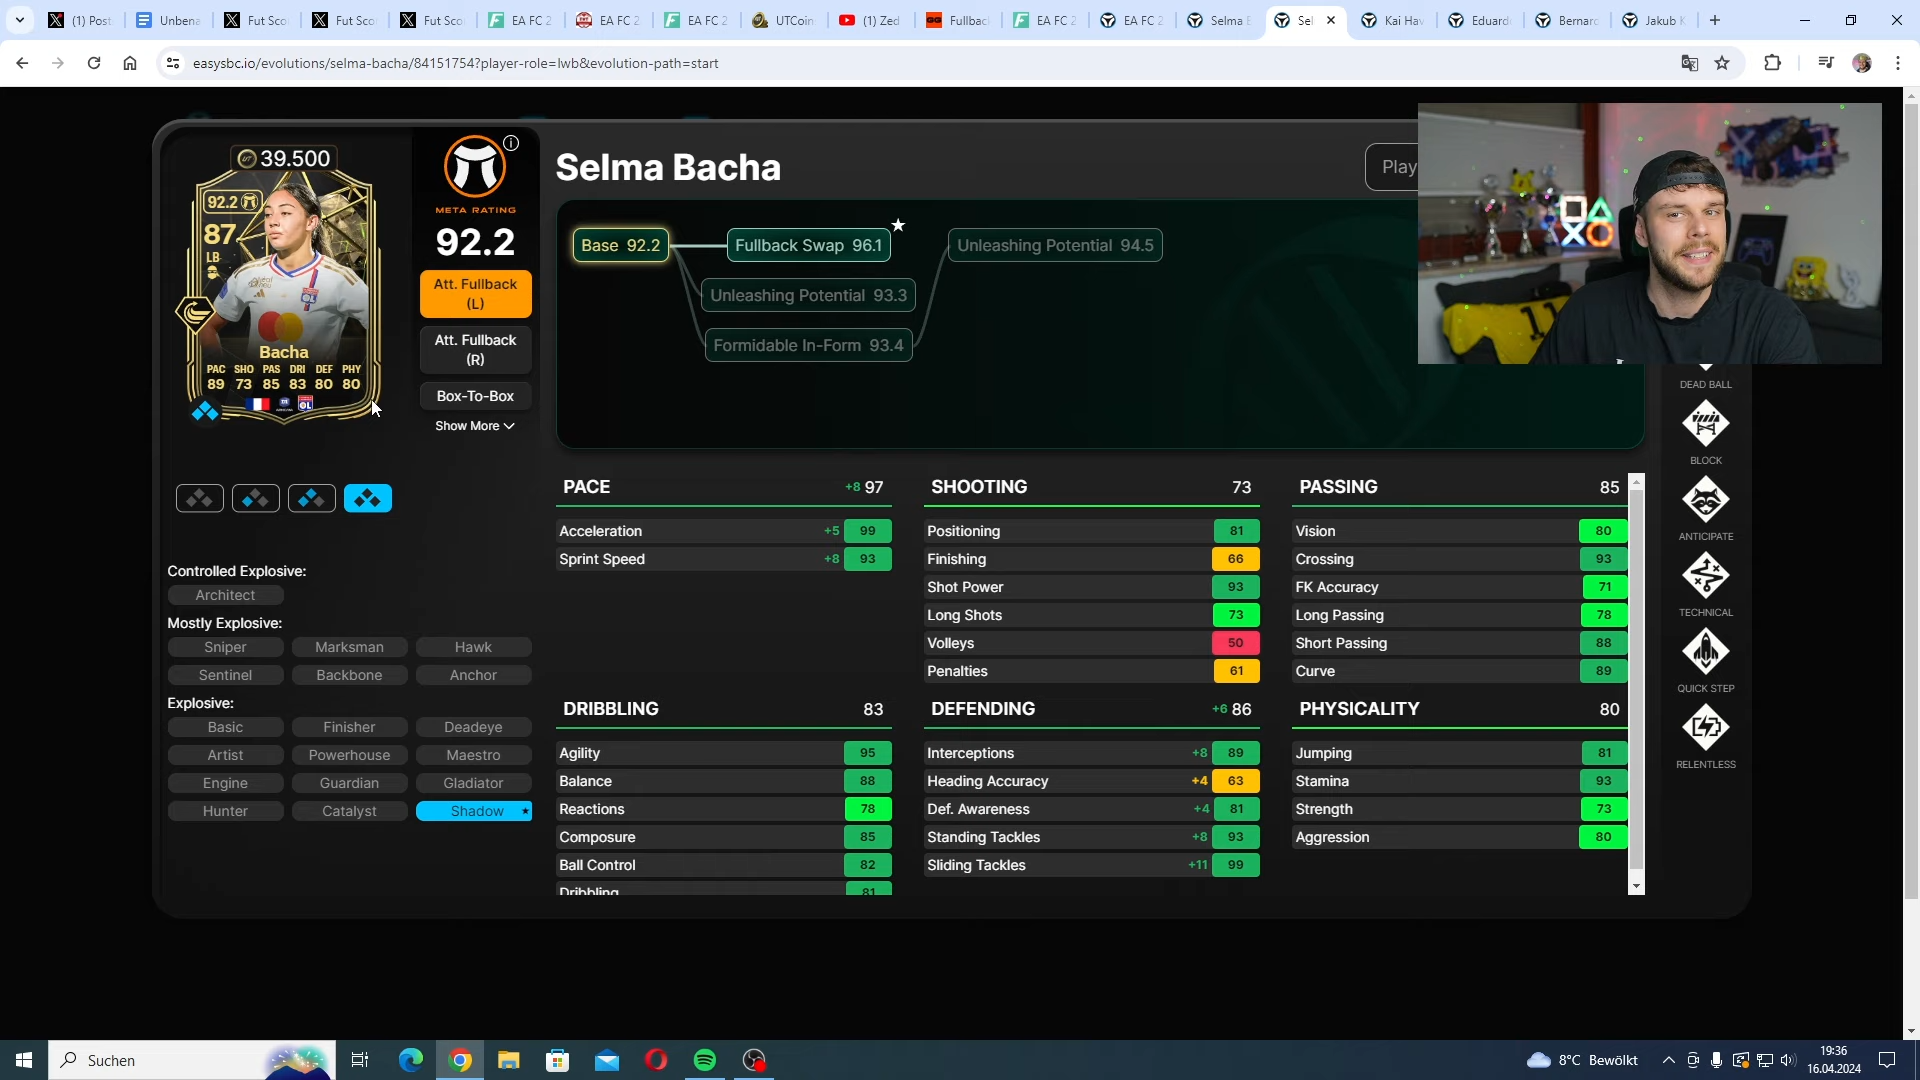 (1) Post
Unbena
Fut Sco
Fut Sco
Fut Sco
EA FC 2
EA FC 2
EA FC 2
UTCoin
(1) Zed
Fullbac
EA FC 2
EA FC 2
Selma B
Sel
Kai Hav
Eduard
Bernard
Jakub K
easysbc.io/evolutions/selma-bacha/84151754?player-role=lwb&evolution-path=start
39.500
92.2
87
LB
Bacha
PAC SHO PAS DRI DEF PHY
89 73 85 83 80 80
META RATING
92.2
Att. Fullback
(L)
Att. Fullback
(R)
Box-To-Box
Show More
Selma Bacha
Play
Base 92.2
Fullback Swap 96.1
Unleashing Potential 94.5
Unleashing Potential 93.3
Formidable In-Form 93.4
Controlled Explosive:
Architect
Mostly Explosive:
Sniper Marksman Hawk
Sentinel Backbone Anchor
Explosive:
Basic Finisher Deadeye
Artist Powerhouse Maestro
Engine Guardian Gladiator
Hunter Catalyst Shadow
PACE +8 97
Acceleration +5 99
Sprint Speed +8 93
SHOOTING 73
Positioning 81
Finishing 66
Shot Power 93
Long Shots 73
Volleys 50
Penalties 61
PASSING 85
Vision 80
Crossing 93
FK Accuracy 71
Long Passing 78
Short Passing 88
Curve 89
DRIBBLING 83
Agility 95
Balance 88
Reactions 78
Composure 85
Ball Control 82
Dribbling 81
DEFENDING +6 86
Interceptions +8 89
Heading Accuracy +4 63
Def. Awareness +4 81
Standing Tackles +8 93
Sliding Tackles +11 99
PHYSICALITY 80
Jumping 81
Stamina 93
Strength 73
Aggression 80
DEAD BALL
BLOCK
ANTICIPATE
TECHNICAL
QUICK STEP
RELENTLESS
Suchen
8°C Bewölkt
19:36
16.04.2024